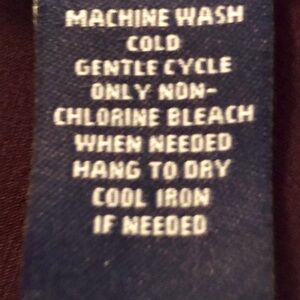 MACHINE WASH
COLD
GENTLE CYCLE
ONLY NON-
CHLORINE BLEACH
WHEN NEEDED
HANG TO DRY
COOL IRON
IF NEEDED